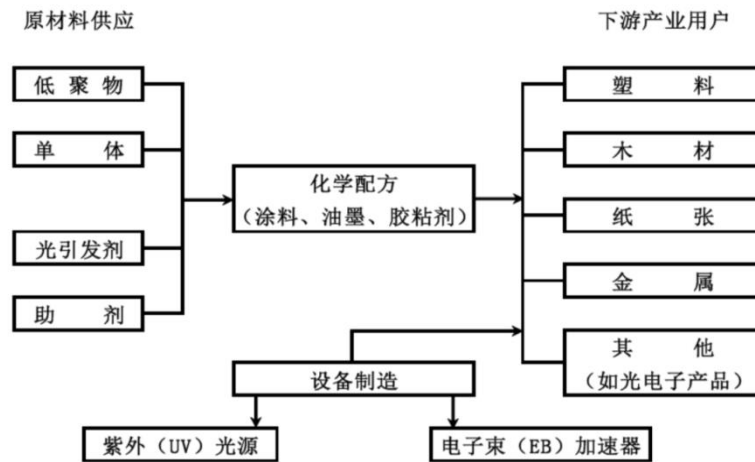 原材料供应
下游产业用户
低聚物
单体
光引发剂
助剂
化学配方
（涂料、油墨、胶粘剂）
塑料
木材
纸张
金属
其他
（如光电子产品）
设备制造
紫外（UV）光源
电子束（EB）加速器